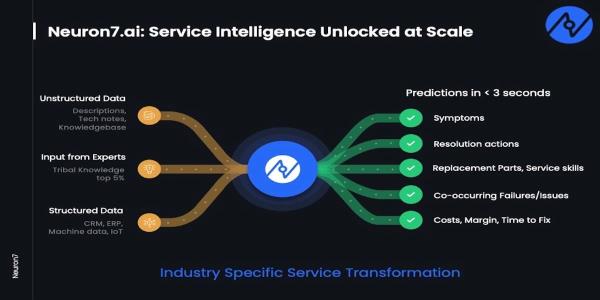 Neuron7.ai: Service Intelligence Unlocked at Scale
Unstructured Data
Descriptions,
Tech notes,
Knowledgebase
Input from Experts
Tribal Knowledge
top 5%
Structured Data
CRM, ERP,
Machine data, IoT
Predictions in < 3 seconds
Symptoms
Resolution actions
Replacement Parts, Service skills
Co-occurring Failures/Issues
Costs, Margin, Time to Fix
Industry Specific Service Transformation
Neuron7